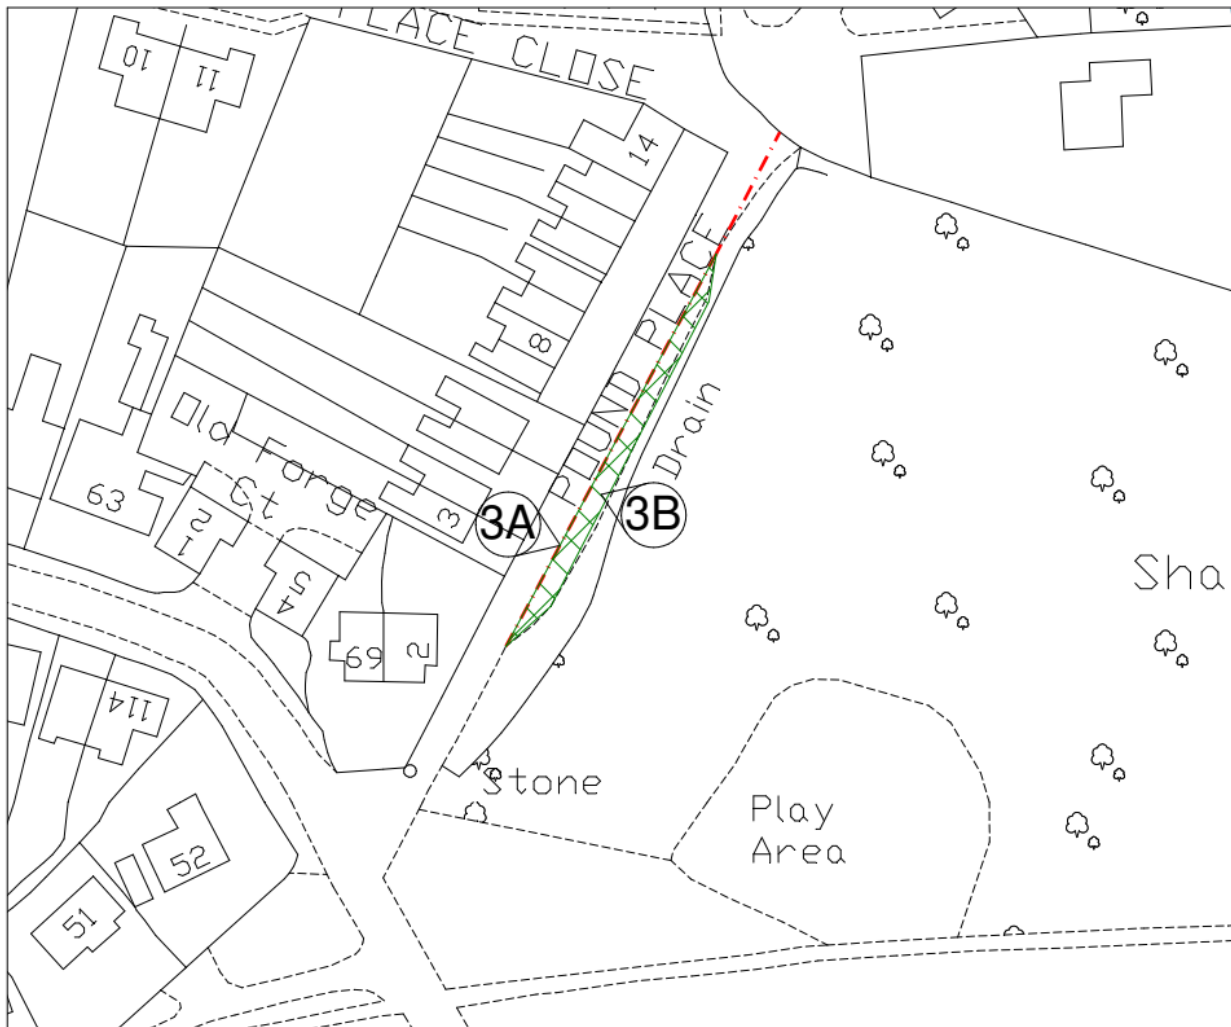 PLACE CLOSE
10
11
14
POUND PLACE
8
Drain
Old Forge
Ct
63
2
1
3
3A
3B
4
5
69
2
Sha
114
Stone
Play
Area
52
51